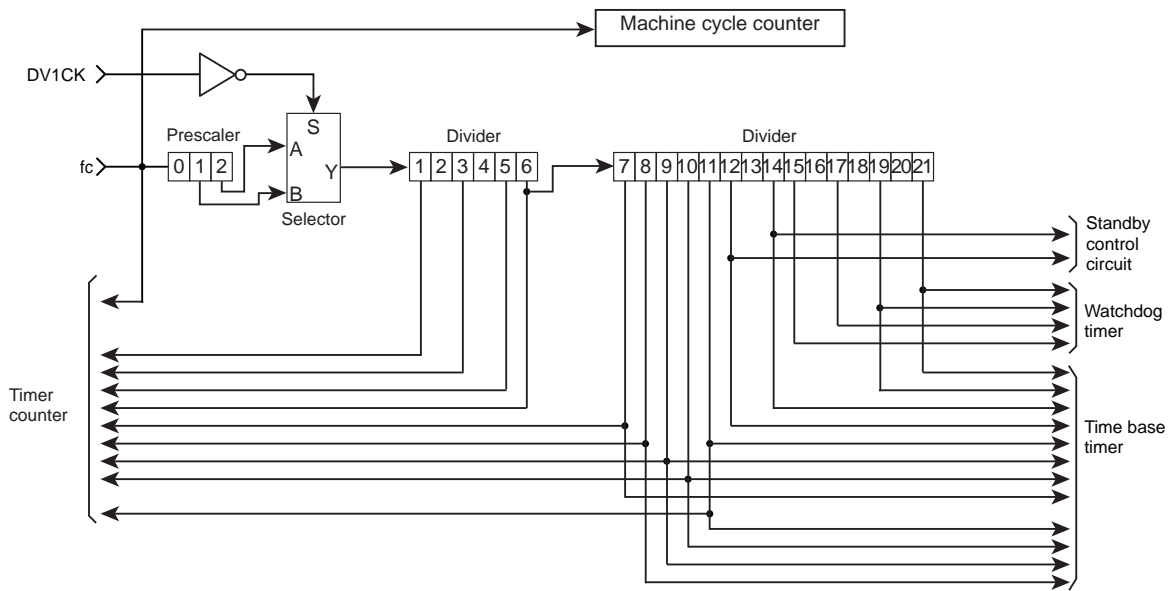 Machine cycle counter
DV1CK
S
Prescaler
Divider
Divider
fc
0 1 2
A
B
Y
Selector
1 2 3 4 5 6
7 8 9 10 11 12 13 14 15 16 17 18 19 20 21
Standby
control
circuit
Watchdog
timer
Timer
counter
Time base
timer